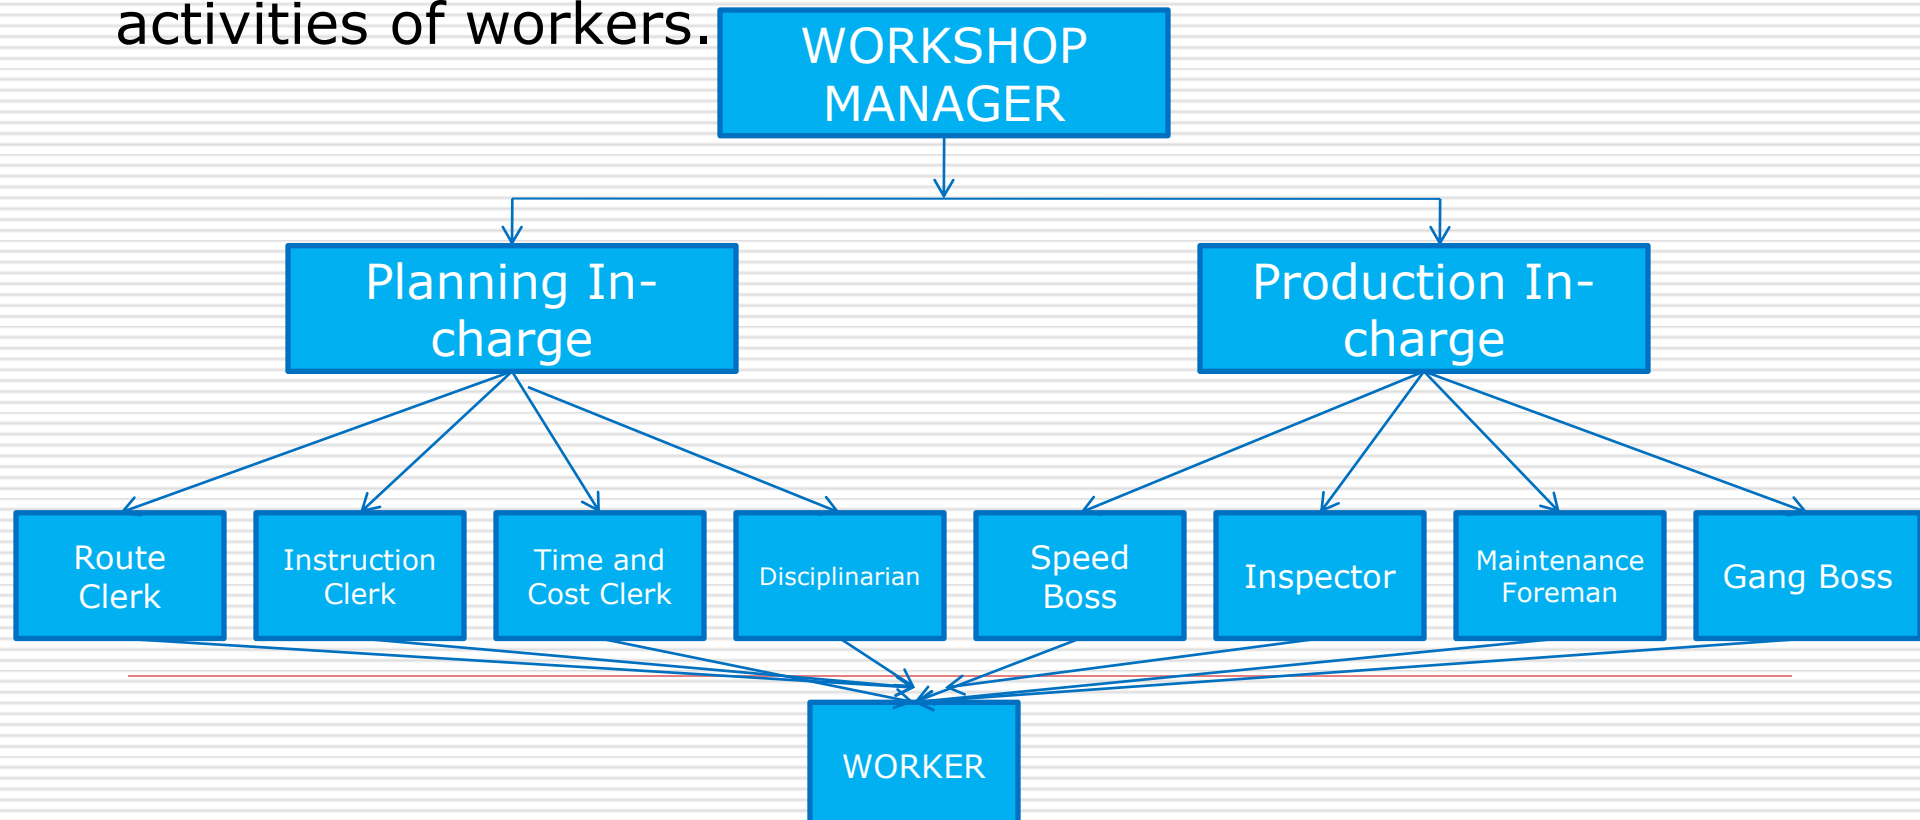 activities of workers.
WORKSHOP
MANAGER
Planning In-
charge
Production In-
charge
Route
Clerk
Instruction
Clerk
Time and
Cost Clerk
Disciplinarian
Speed
Boss
Inspector
Maintenance
Foreman
Gang Boss
WORKER